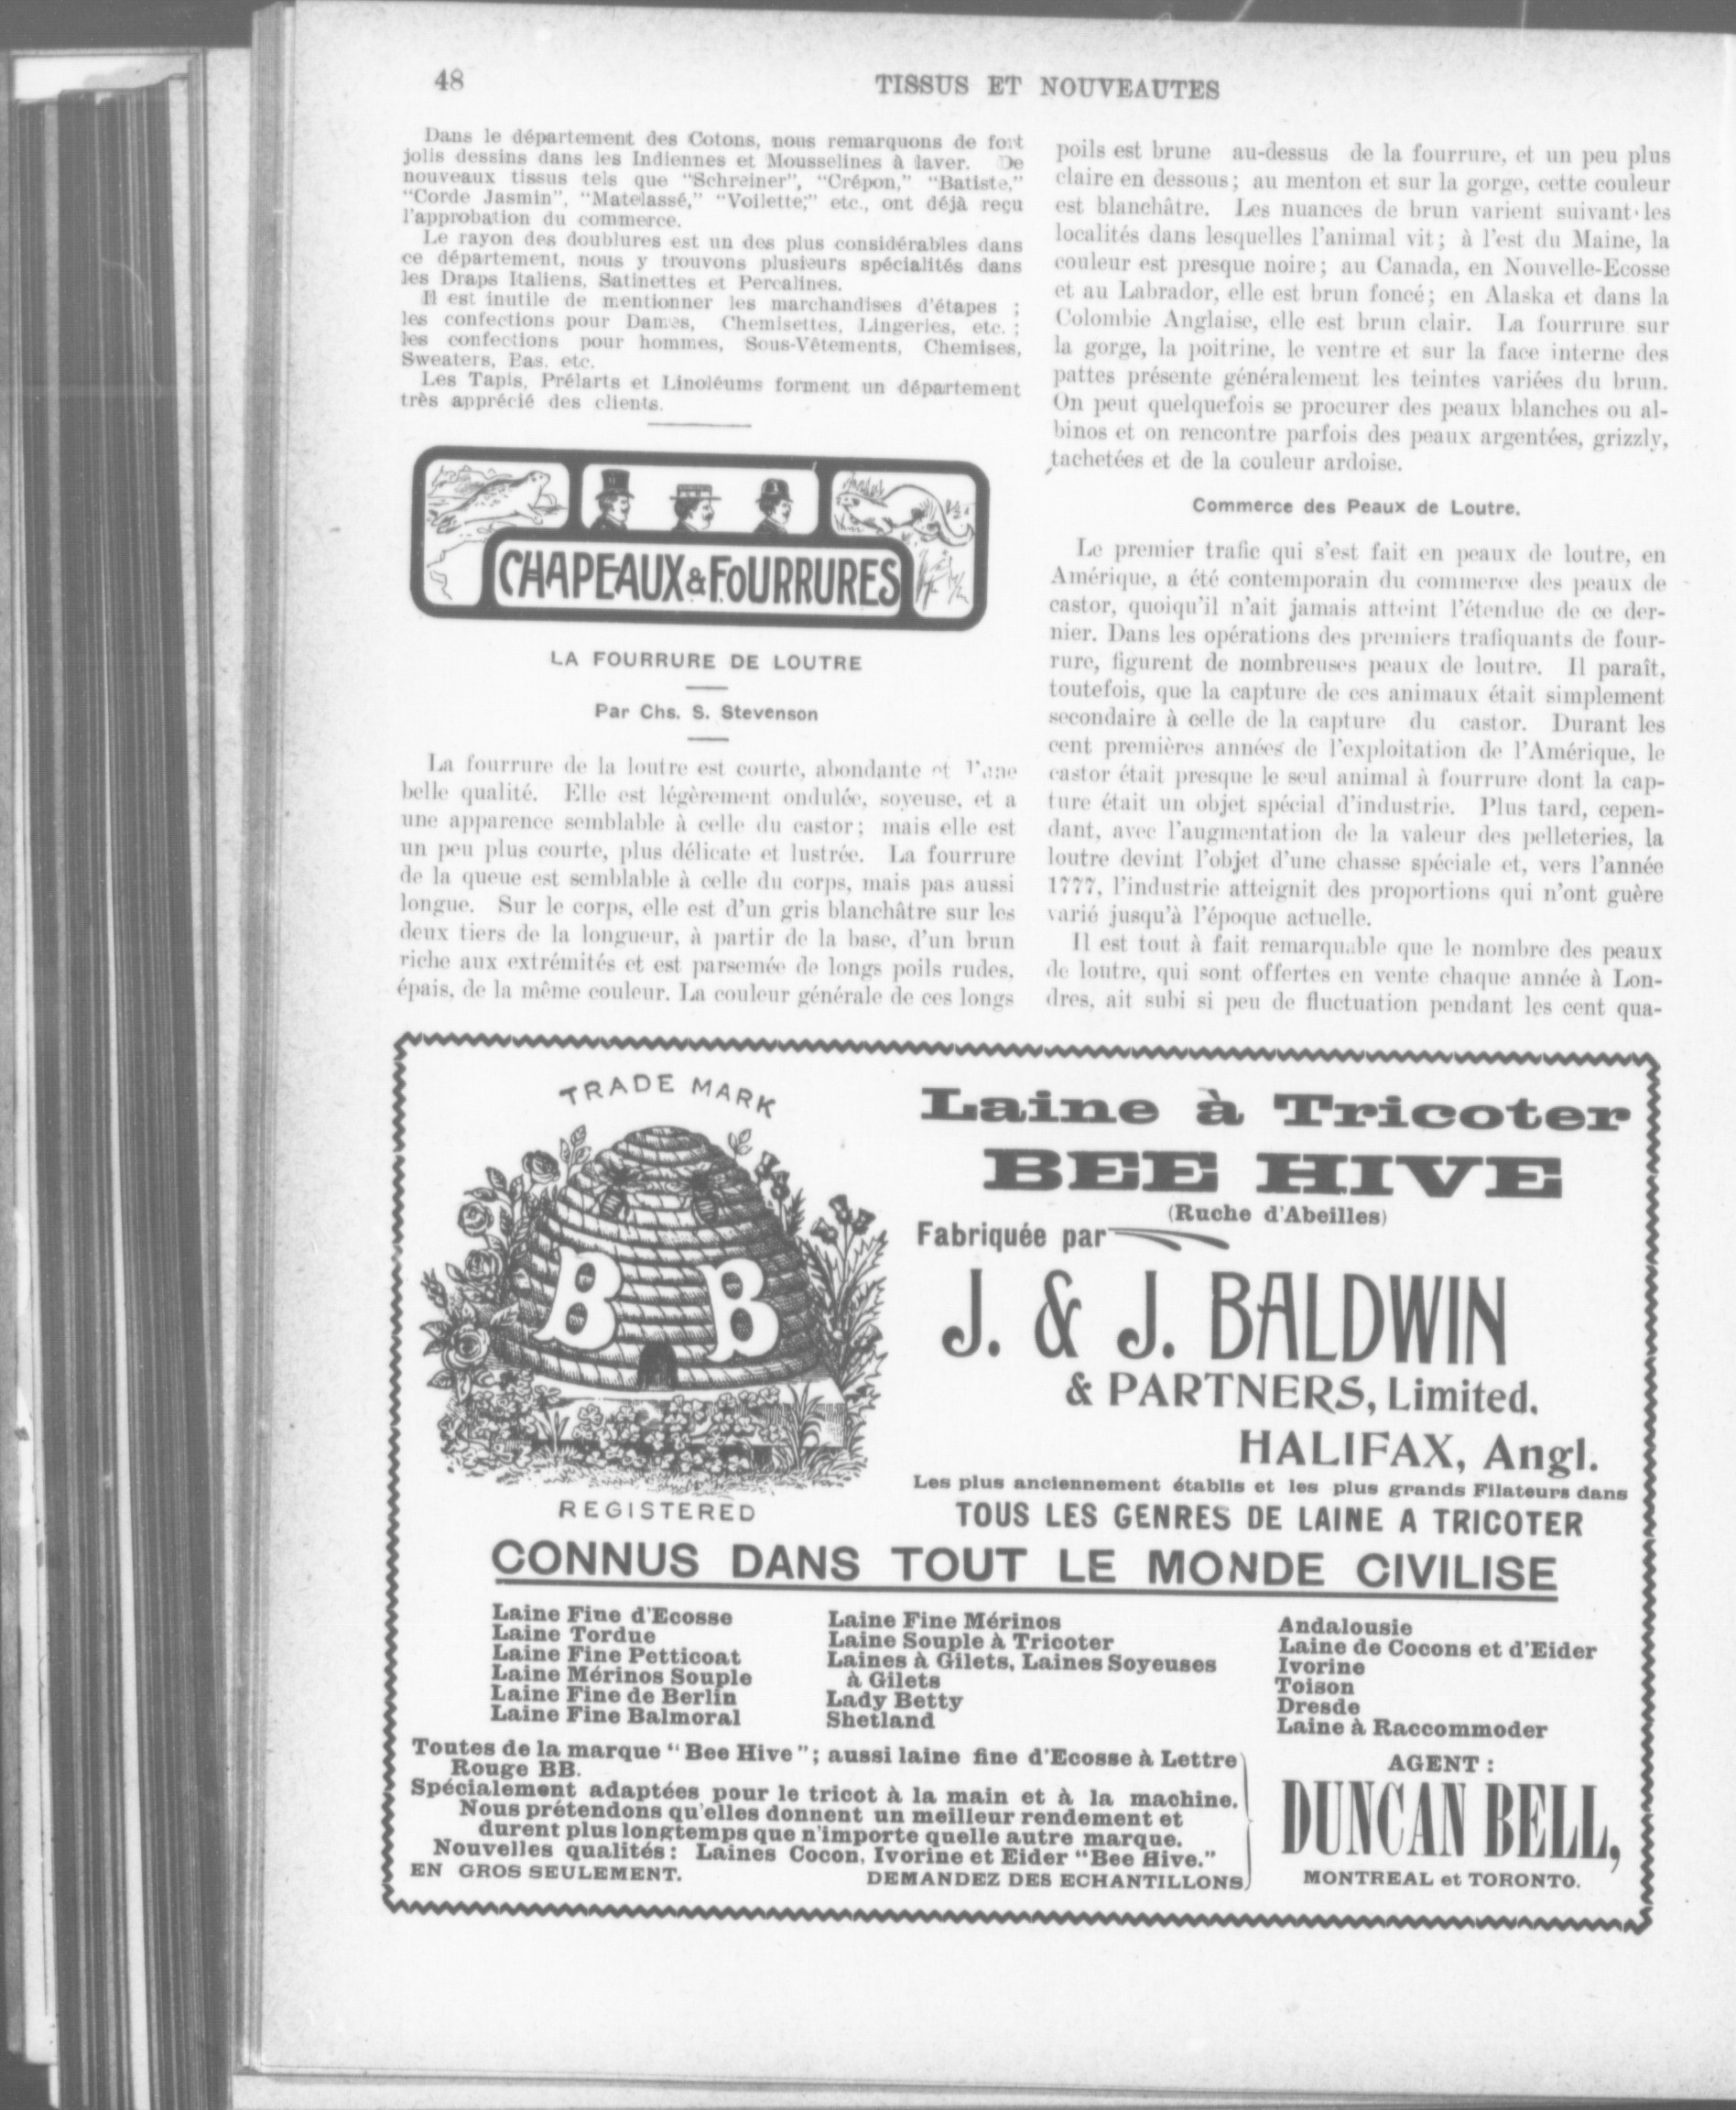 48
TISSUS ET NOUVEAUTES
Dans le département des Cotons, nous remarquons de fort
jolis dessins dans les Indiennes et Mousselines à laver. De
nouveaux tissus tels que "Schreiner", "Crépon," "Batiste,"
"Corde Jasmin", "Matelassé," "Voilette," etc., ont déjà reçu
l'approbation du commerce.
Le rayon des doublures est un des plus considérables dans
ce département, nous y trouvons plusieurs spécialités dans
les Draps Italiens, Satinettes et Percalines.
Il est inutile de mentionner les marchandises d'étapes ;
les confections pour Dames, Chemisettes, Lingeries, etc. ;
les confections pour hommes, Sous-Vêtements, Chemises,
Sweaters, Bas, etc.
Les Tapis, Prélarts et Linoléums forment un département
très apprécié des clients.
CHAPEAUX & FOURRURES
LA FOURRURE DE LOUTRE
Par Chs. S. Stevenson
La fourrure de la loutre est courte, abondante et
belle qualité. Elle est légèrement ondulée, soyeuse, et a
une apparence semblable à celle du castor; mais elle est
un peu plus courte, plus délicate et lustrée. La fourrure
de la queue est semblable à celle du corps, mais pas aussi
longue. Sur le corps, elle est d'un gris blanchâtre sur les
deux tiers de la longueur, à partir de la base, d'un brun
riche aux extrémités et est parsemée de longs poils rudes,
épais, de la même couleur. La couleur générale de ces longs
poils est brune au-dessus de la fourrure, et un peu plus
claire en dessous; au menton et sur la gorge, cette couleur
est blanchâtre. Les nuances de brun varient suivant les
localités dans lesquelles l'animal vit; à l'est du Maine, la
couleur est presque noire; au Canada, en Nouvelle-Ecosse
et au Labrador, elle est brun foncé; en Alaska et dans la
Colombie Anglaise, elle est brun clair. La fourrure sur
la gorge, la poitrine, le ventre et sur la face interne des
pattes présente généralement les teintes variées du brun.
On peut quelquefois se procurer des peaux blanches ou al-
binos et on rencontre parfois des peaux argentées, grizzly,
tachetées et de la couleur ardoise.
Commerce des Peaux de Loutre.
Le premier trafic qui s'est fait en peaux de loutre, en
Amérique, a été contemporain du commerce des peaux de
castor, quoiqu'il n'ait jamais atteint l'étendue de ce der-
nier. Dans les opérations des premiers trafiquants de four-
rure, figurent de nombreuses peaux de loutre. Il paraît,
toutefois, que la capture de ces animaux était simplement
secondaire à celle de la capture du castor. Durant les
cent premières années de l'exploitation de l'Amérique, le
castor était presque le seul animal à fourrure dont la cap-
ture était un objet spécial d'industrie. Plus tard, cepen-
dant, avec l'augmentation de la valeur des pelleteries, la
loutre devint l'objet d'une chasse spéciale et, vers l'année
1777, l'industrie atteignit des proportions qui n'ont guère
varié jusqu'à l'époque actuelle.
Il est tout à fait remarquable que le nombre des peaux
de loutre, qui sont offertes en vente chaque année à Lon-
dres, ait subi si peu de fluctuation pendant les cent qua-
TRADE MARK
B B
REGISTERED
Laine à Tricoter
BEE HIVE
(Ruche d'Abeilles)
Fabriquée par
J. & J. BALDWIN
& PARTNERS, Limited.
HALIFAX, Angl.
Les plus anciennement établis et les plus grands Filateurs dans
TOUS LES GENRES DE LAINE A TRICOTER
CONNUS DANS TOUT LE MONDE CIVILISE
Laine Fine d'Ecosse
Laine Tordue
Laine Fine Petticoat
Laine Mérinos Souple
Laine Fine de Berlin
Laine Fine Balmoral
Laine Fine Mérinos
Laine Souple à Tricoter
Laines à Gilets, Laines Soyeuses
à Gilets
Lady Betty
Shetland
Andalousie
Laine de Cocons et d'Eider
Ivorine
Toison
Dresde
Laine à Raccommoder
Toutes de la marque "Bee Hive"; aussi laine fine d'Ecosse à Lettre
Rouge BB.
Spécialement adaptées pour le tricot à la main et à la machine.
Nous prétendons qu'elles donnent un meilleur rendement et
durent plus longtemps que n'importe quelle autre marque.
Nouvelles qualités: Laines Cocon, Ivorine et Eider "Bee Hive."
EN GROS SEULEMENT. DEMANDEZ DES ECHANTILLONS
AGENT :
DUNCAN BELL,
MONTREAL et TORONTO.